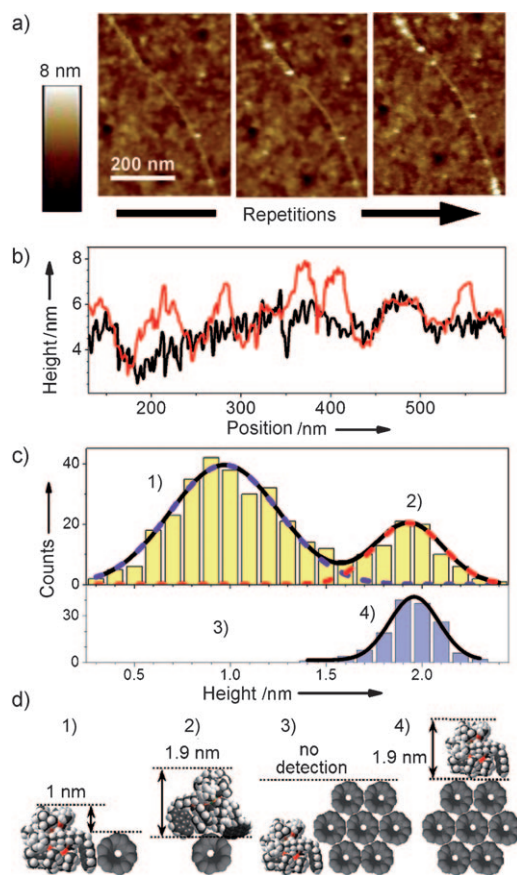 a)
8 nm
200 nm
Repetitions
b)
Height/nm
8
6
4
200
300
400
500
Position /nm
c)
Counts
40
20
0
1)
2)
30
0
3)
4)
0.5
1.0
1.5
2.0
Height /nm
d)
1)
2)
3)
4)
1 nm
1.9 nm
no
detection
1.9 nm